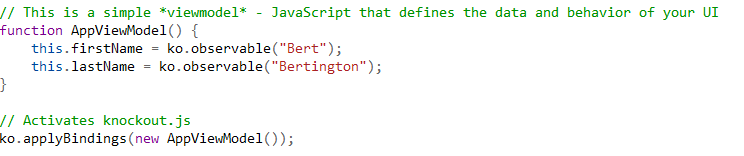 // This is a simple *viewmodel* - JavaScript that defines the data and behavior of your UI
function AppViewModel() {
    this.firstName = ko.observable("Bert");
    this.lastName = ko.observable("Bertington");
}

// Activates knockout.js
ko.applyBindings(new AppViewModel());